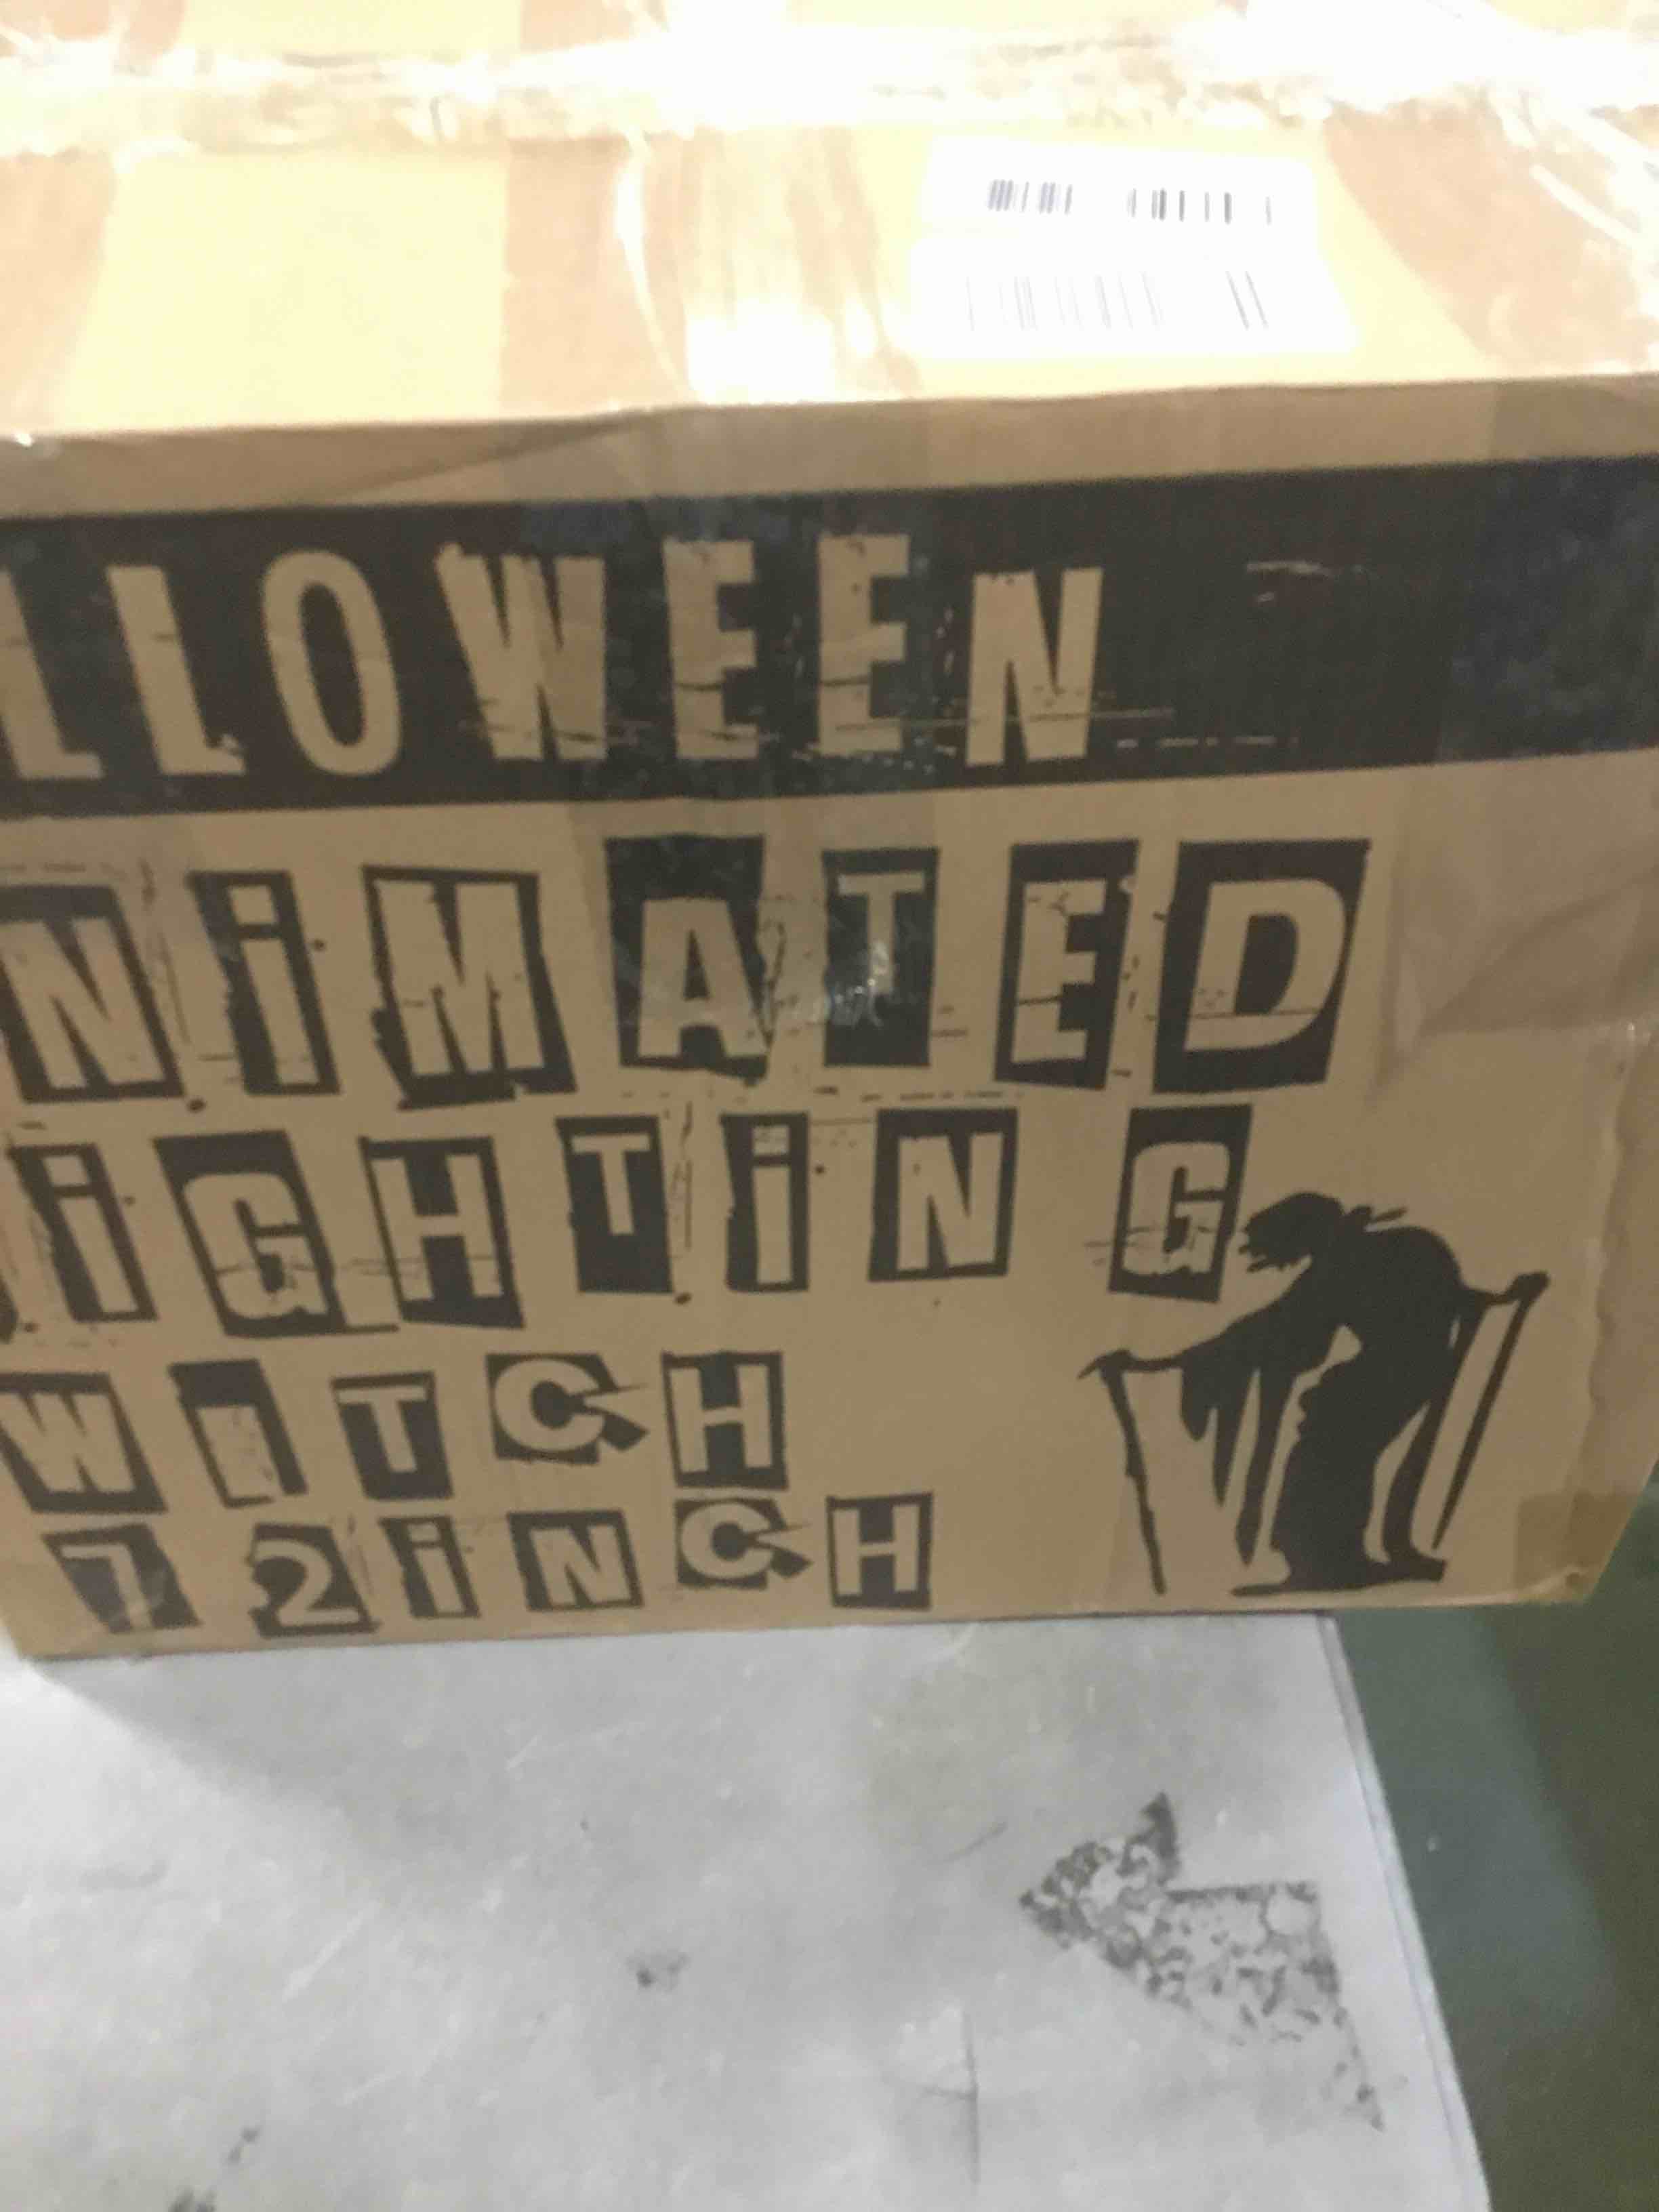 LLOWEEN
NiMATED
iGHTiNG
WiTCH
72iNCH